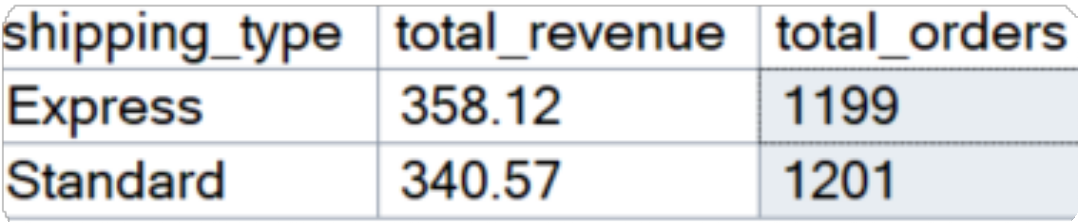 shipping_type total_revenue total_orders
Express 358.12 1199
Standard 340.57 1201